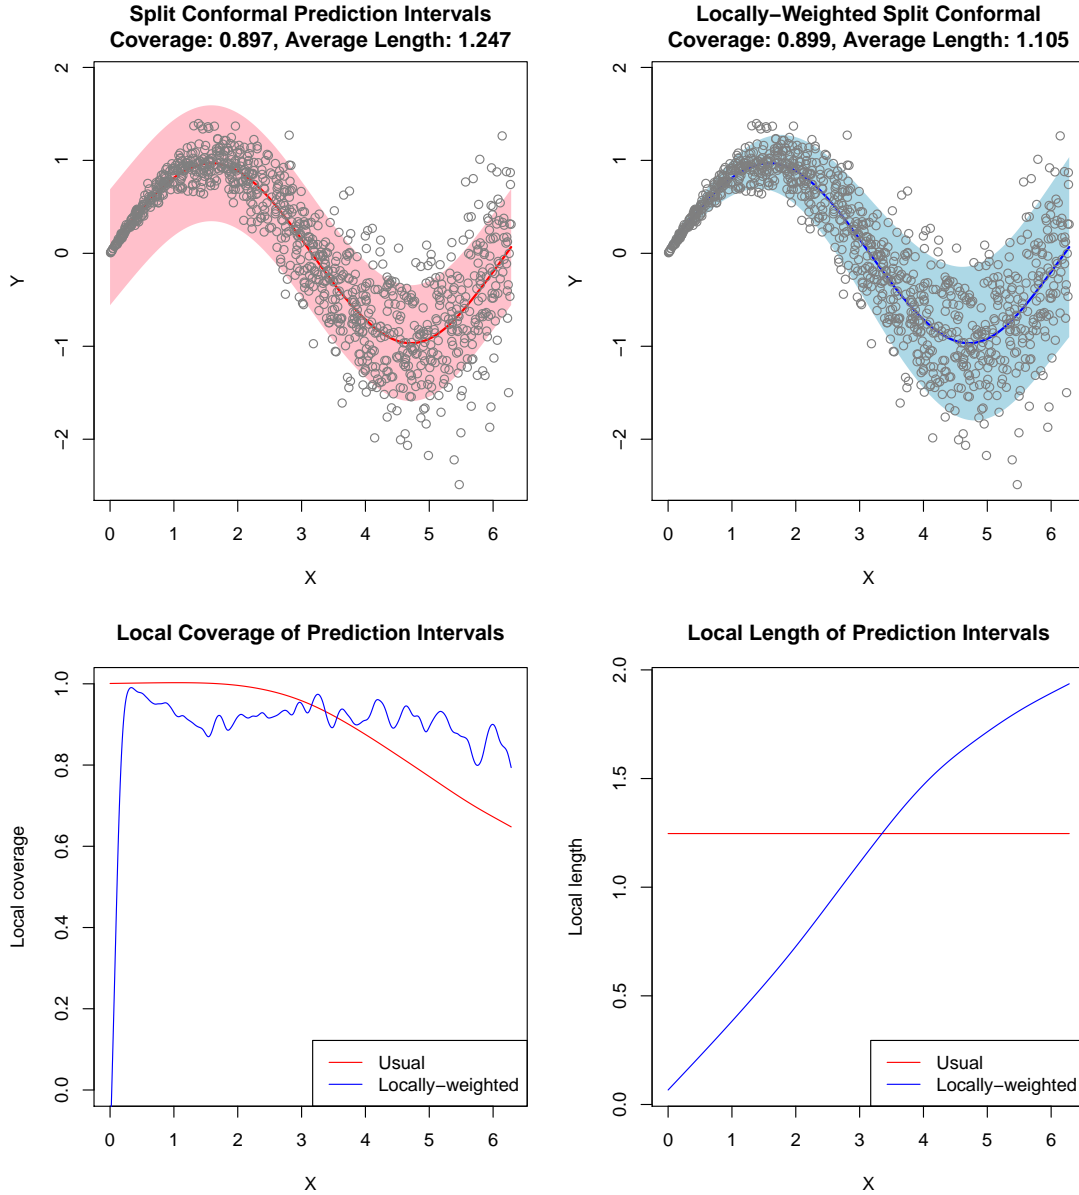 Split Conformal Prediction Intervals
Coverage: 0.897, Average Length: 1.247
Y
2
1
0
−1
−2
0 1 2 3 4 5 6
X
Locally−Weighted Split Conformal
Coverage: 0.899, Average Length: 1.105
Y
2
1
0
−1
−2
0 1 2 3 4 5 6
X
Local Coverage of Prediction Intervals
Local coverage
1.0
0.8
0.6
0.4
0.2
0.0
Usual
Locally−weighted
0 1 2 3 4 5 6
X
Local Length of Prediction Intervals
Local length
2.0
1.5
1.0
0.5
0.0
Usual
Locally−weighted
0 1 2 3 4 5 6
X